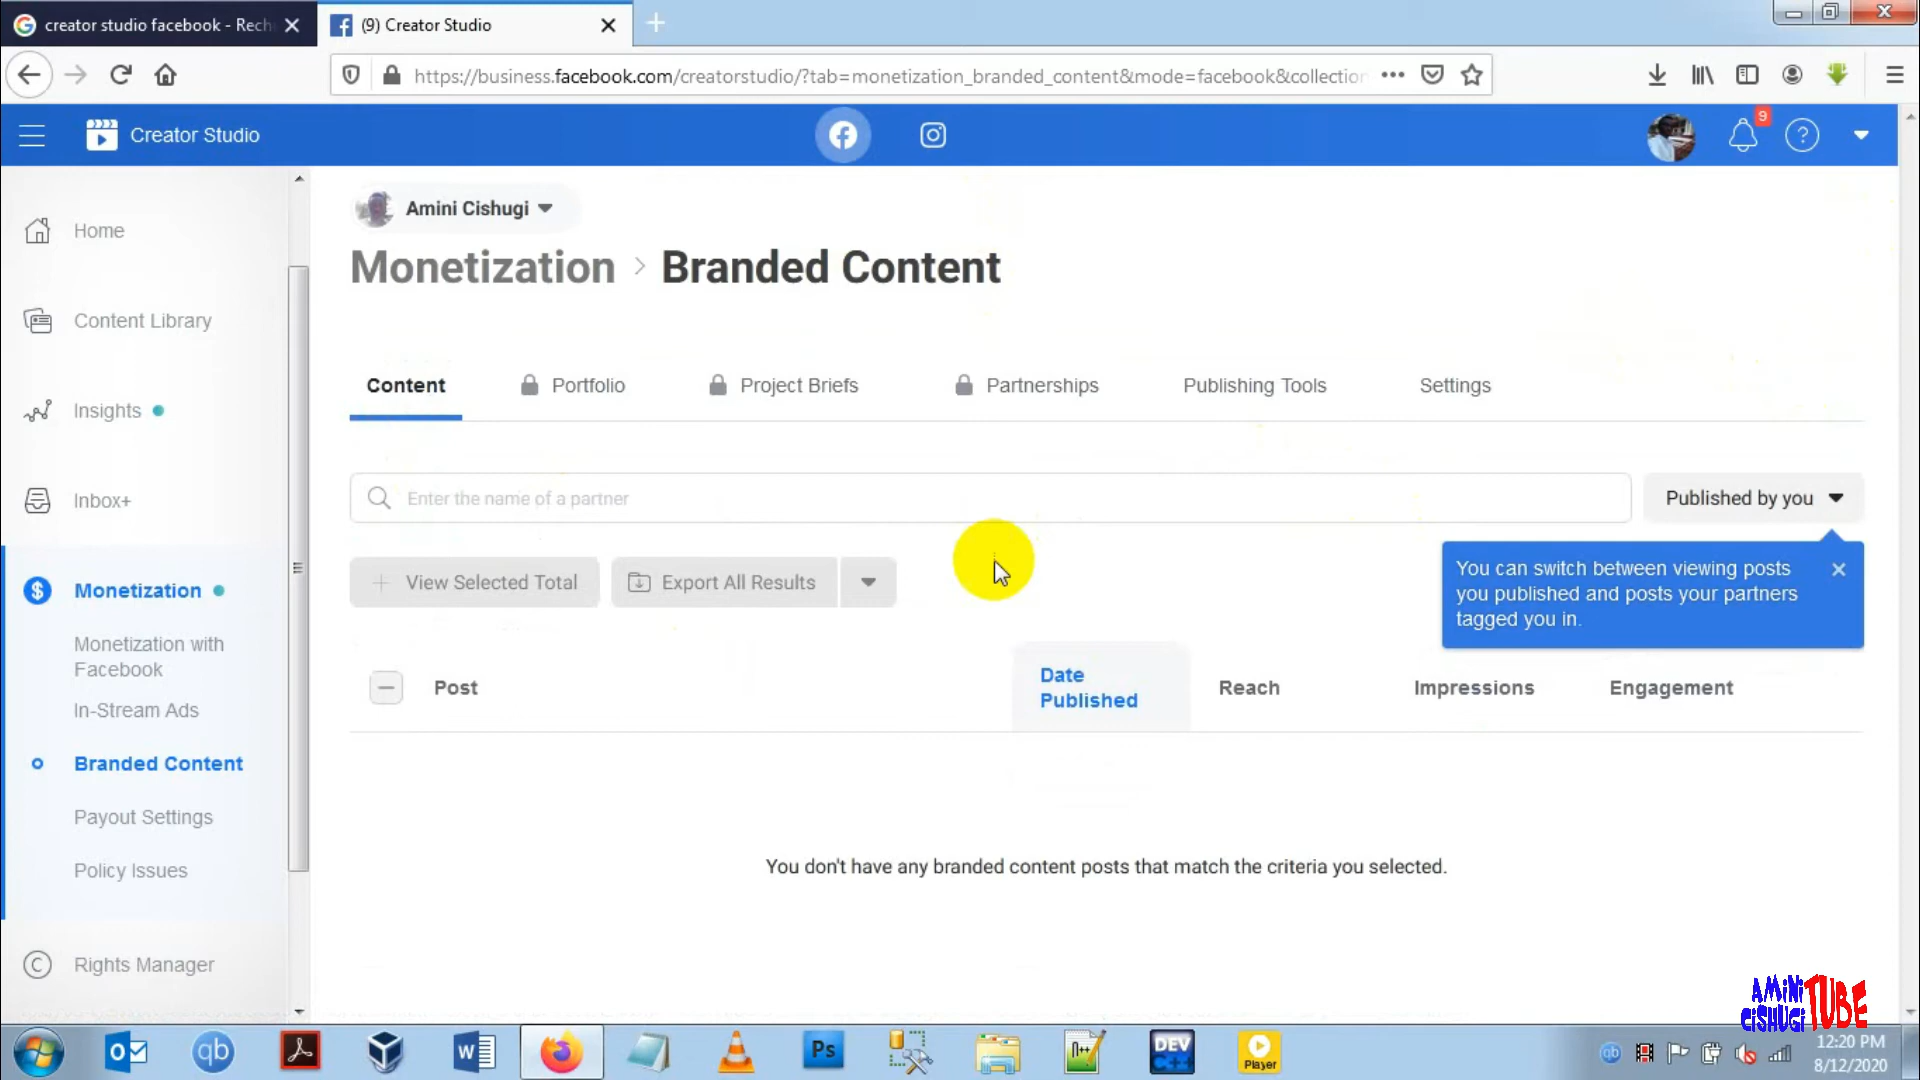 creator studio facebook - Rech
(9) Creator Studio
https://business.facebook.com/creatorstudio/?tab=monetization_branded_content&mode=facebook&collection
Creator Studio
9
Amini Cishugi
Monetization > Branded Content
Home
Content Library
Insights
Inbox+
Monetization
Monetization with
Facebook
In-Stream Ads
Branded Content
Payout Settings
Policy Issues
Rights Manager
Content
Portfolio
Project Briefs
Partnerships
Publishing Tools
Settings
Enter the name of a partner
Published by you
You can switch between viewing posts
you published and posts your partners
tagged you in.
View Selected Total
Export All Results
Post
Date
Published
Reach
Impressions
Engagement
You don't have any branded content posts that match the criteria you selected.
AMiNi
CiSHUGi
TUBE
qb
W
Ps
DEV
C++
Player
qb
12:20 PM
8/12/2020